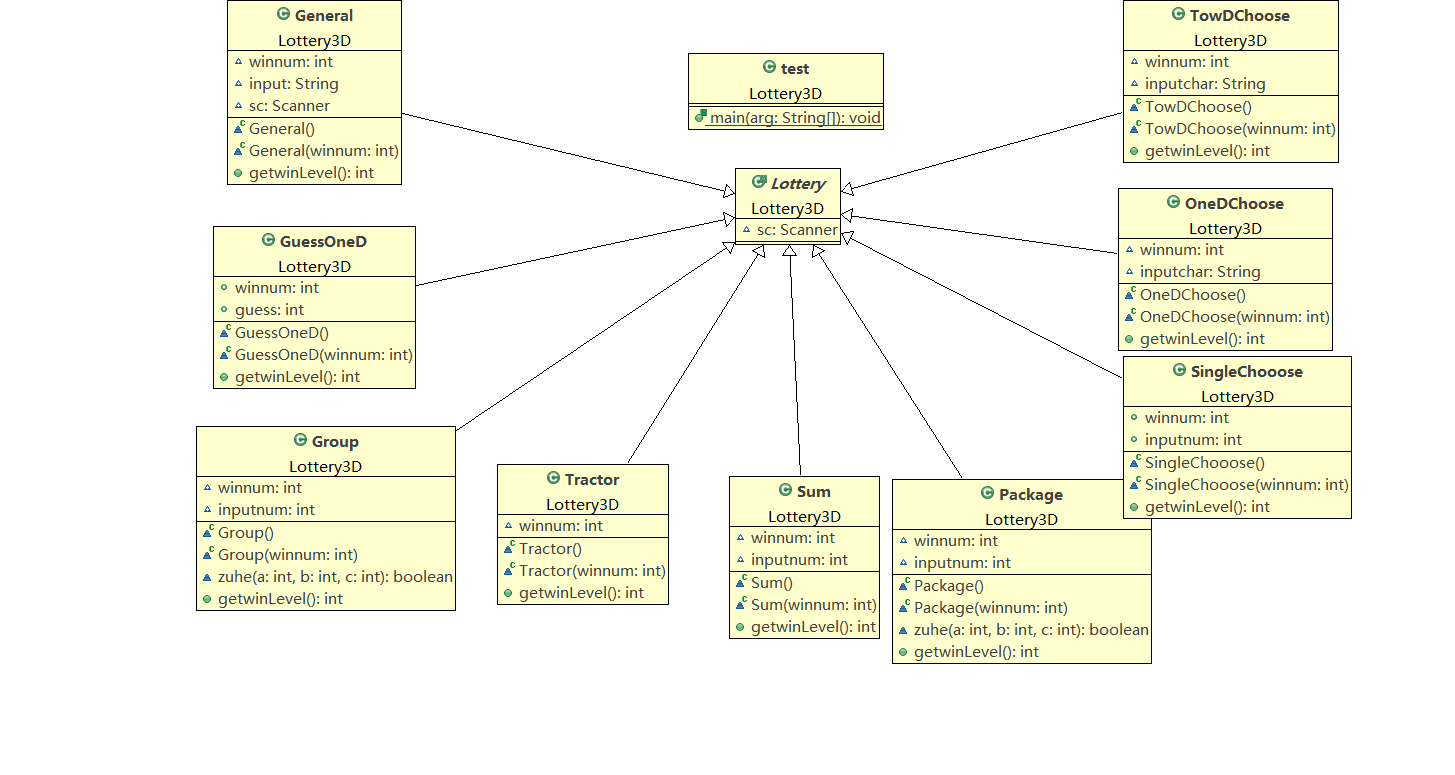 General
Lottery3D
winnum: int
input: String
sc: Scanner
General()
General(winnum: int)
getwinLevel(): int
test
Lottery3D
main(arg: String[]): void
TowDChoose
Lottery3D
winnum: int
inputchar: String
TowDChoose()
TowDChoose(winnum: int)
getwinLevel(): int
Lottery
Lottery3D
sc: Scanner
OneDChoose
Lottery3D
winnum: int
inputchar: String
OneDChoose()
OneDChoose(winnum: int)
getwinLevel(): int
GuessOneD
Lottery3D
winnum: int
guess: int
GuessOneD()
GuessOneD(winnum: int)
getwinLevel(): int
SingleChooose
Lottery3D
winnum: int
inputnum: int
SingleChooose()
SingleChooose(winnum: int)
getwinLevel(): int
Group
Lottery3D
winnum: int
inputnum: int
Group()
Group(winnum: int)
zuhe(a: int, b: int, c: int): boolean
getwinLevel(): int
Tractor
Lottery3D
winnum: int
Tractor()
Tractor(winnum: int)
getwinLevel(): int
Sum
Lottery3D
winnum: int
inputnum: int
Sum()
Sum(winnum: int)
getwinLevel(): int
Package
Lottery3D
winnum: int
inputnum: int
Package()
Package(winnum: int)
zuhe(a: int, b: int, c: int): boolean
getwinLevel(): int